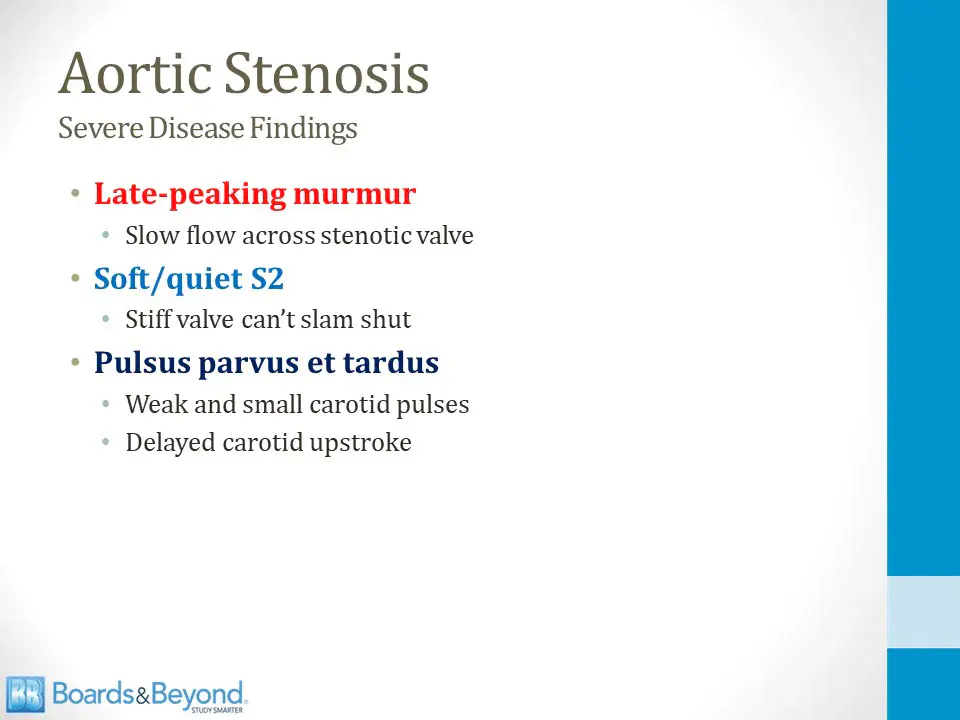 Aortic Stenosis
Severe Disease Findings
• Late-peaking murmur
• Slow flow across stenotic valve
• Soft/quiet S2
• Stiff valve can’t slam shut
• Pulsus parvus et tardus
• Weak and small carotid pulses
• Delayed carotid upstroke
BB Boards&Beyond.
STUDY SMARTER